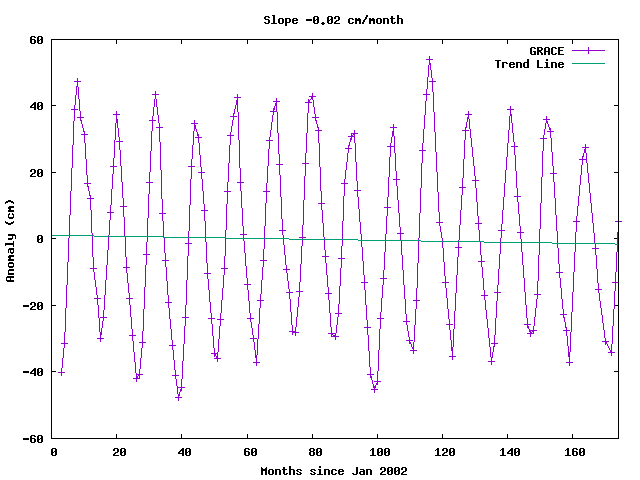 Slope -0.02 cm/month
60
GRACE
Trend Line
40
20
0
-20
-40
-60
Anomaly (cm)
0 20 40 60 80 100 120 140 160
Months since Jan 2002